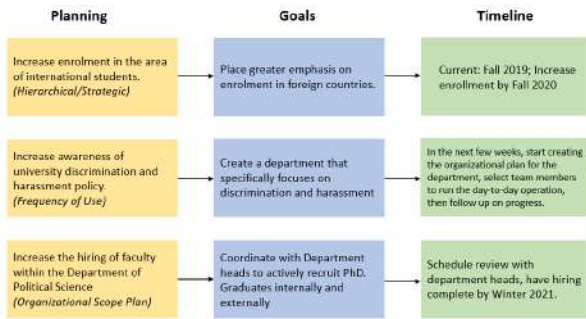 Planning
Goals
Timeline
Increase enrolment in the area
of international students.
(Hierarchical/Strategic)
Place greater emphasis on
enrolment in foreign countries.
Current: Fall 2019; Increase
enrollment by Fall 2020
Increase awareness of
university discrimination and
harassment policy.
(Frequency of Use)
Create a department that
specifically focuses on
discrimination and harassment
In the next few weeks, start creating
the organizational plan for the
department, select team members
to run the day-to-day operation,
then follow up on progress.
Increase the hiring of faculty
within the Department of
Political Science
(Organizational Scope Plan)
Coordinate with Department
heads to actively recruit PhD.
Graduates internally and
externally
Schedule review with
department heads, have hiring
complete by Winter 2021.